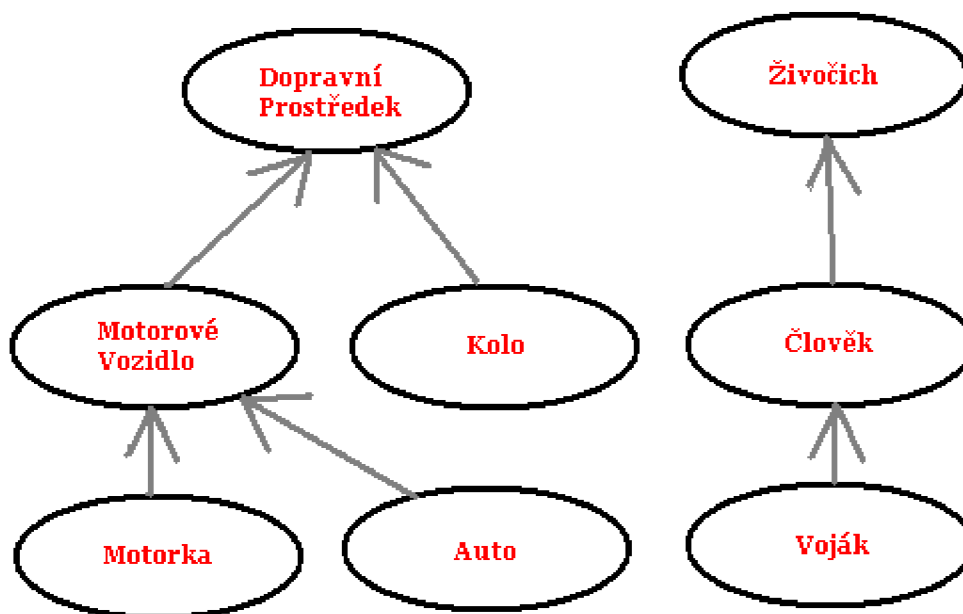 Dopravní
Prostředek
Živočich
Motorové
Vozidlo
Kolo
Člověk
Motorka
Auto
Voják